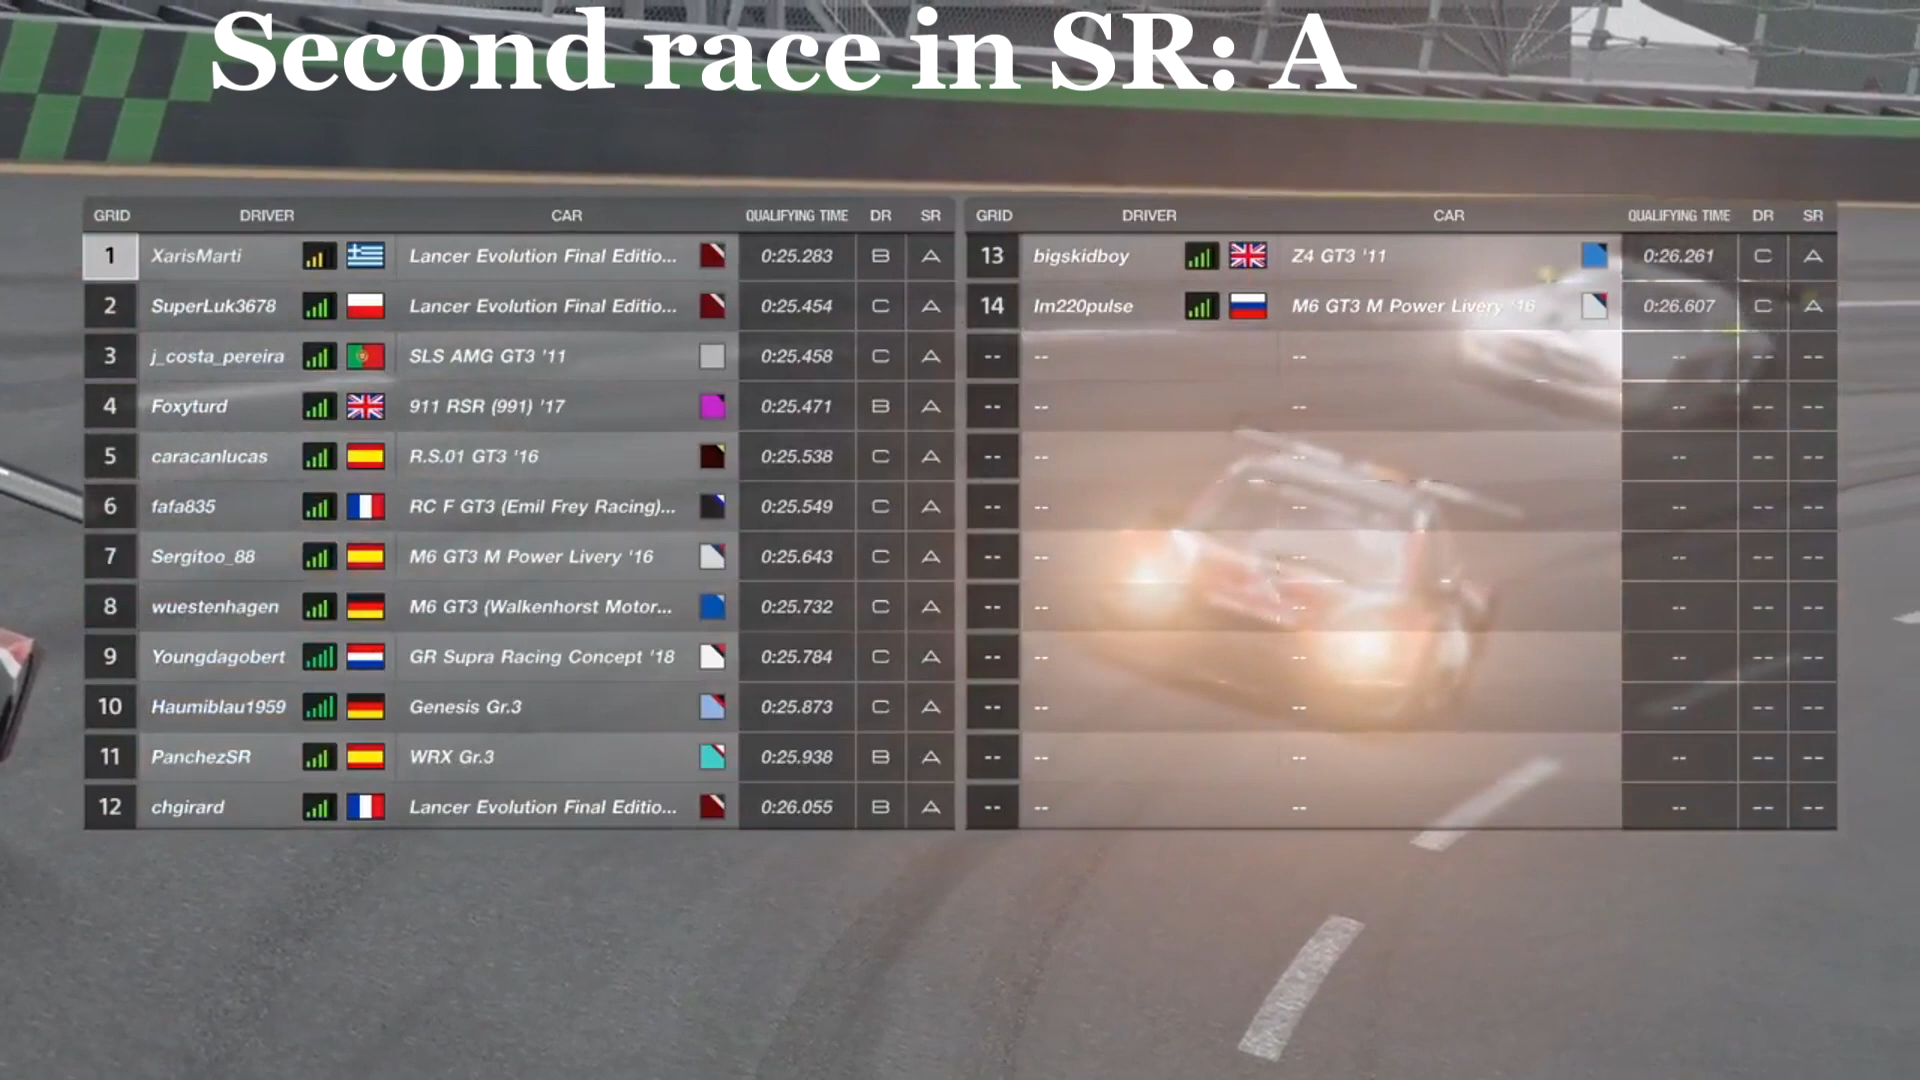 Second race in SR: A
GRID DRIVER CAR QUALIFYING TIME DR SR
1 XarisMarti Lancer Evolution Final Editio... 0:25.283 B A
2 SuperLuk3678 Lancer Evolution Final Editio... 0:25.454 C A
3 j_costa_pereira SLS AMG GT3 '11 0:25.458 C A
4 Foxyturd 911 RSR (991) '17 0:25.471 B A
5 caracanlucas R.S.01 GT3 '16 0:25.538 C A
6 fafa835 RC F GT3 (Emil Frey Racing)... 0:25.549 C A
7 Sergitoo_88 M6 GT3 M Power Livery '16 0:25.643 C A
8 wuestenhagen M6 GT3 (Walkenhorst Motor... 0:25.732 C A
9 Youngdagobert GR Supra Racing Concept '18 0:25.784 C A
10 Haumiblau1959 Genesis Gr.3 0:25.873 C A
11 PanchezSR WRX Gr.3 0:25.938 B A
12 chgirard Lancer Evolution Final Editio... 0:26.055 B A
GRID DRIVER CAR QUALIFYING TIME DR SR
13 bigskidboy Z4 GT3 '11 0:26.261 C A
14 Im220pulse M6 GT3 M Power Livery '16 0:26.607 C A
-- -- -- -- -- --
-- -- -- -- -- --
-- -- -- -- -- --
-- -- -- -- -- --
-- -- -- -- -- --
-- -- -- -- -- --
-- -- -- -- -- --
-- -- -- -- -- --
-- -- -- -- -- --
-- -- -- -- -- --